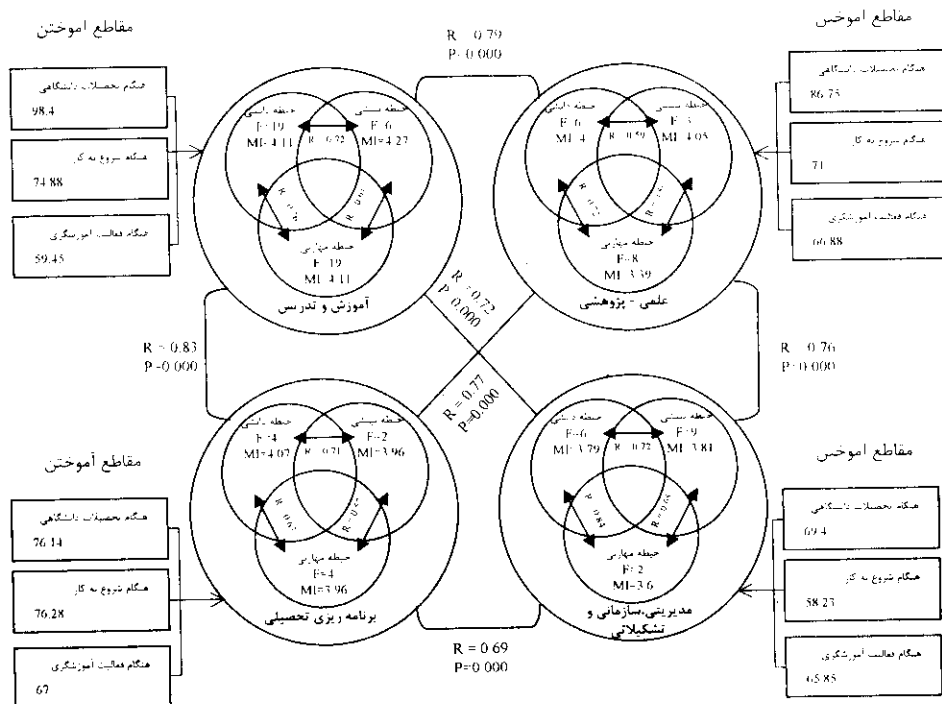 مقاطع آموختن
هنگام تحصیلات دانشگاهی
98.4
هنگام شروع به کار
74.88
هنگام فعالیت آموزشگری
59.45
R = 0.79
P=0.000
مقاطع آموختن
هنگام تحصیلات دانشگاهی
86.75
هنگام شروع به کار
71
هنگام فعالیت آموزشگری
66.88
حیطه دانشی
F=19
MI=4.11
حیطه بینشی
F=6
MI=4.27
حیطه مهارتی
F=19
MI=4.11
آموزش و تدریس
حیطه دانشی
F=6
MI=4
حیطه بینشی
F=3
MI=4.05
حیطه مهارتی
F=8
MI=3.39
علمی - پژوهشی
R = 0.83
P=0.000
R = 0.72
P=0.000
R = 0.77
P=0.000
R = 0.76
P=0.000
مقاطع آموختن
هنگام تحصیلات دانشگاهی
76.14
هنگام شروع به کار
76.28
هنگام فعالیت آموزشگری
67
حیطه دانشی
F=4
MI=4.07
حیطه بینشی
F=2
MI=3.96
R=0.71
حیطه مهارتی
F=4
MI=3.96
برنامه ریزی تحصیلی
حیطه دانشی
F=6
MI=3.79
حیطه بینشی
F=9
MI=3.81
R=0.72
R=0.84
حیطه مهارتی
F=2
MI=3.6
مدیریتی،سازمانی و
تشکیلاتی
مقاطع آموختن
هنگام تحصیلات دانشگاهی
69.4
هنگام شروع به کار
58.23
هنگام فعالیت آموزشگری
65.85
R = 0.69
P=0.000